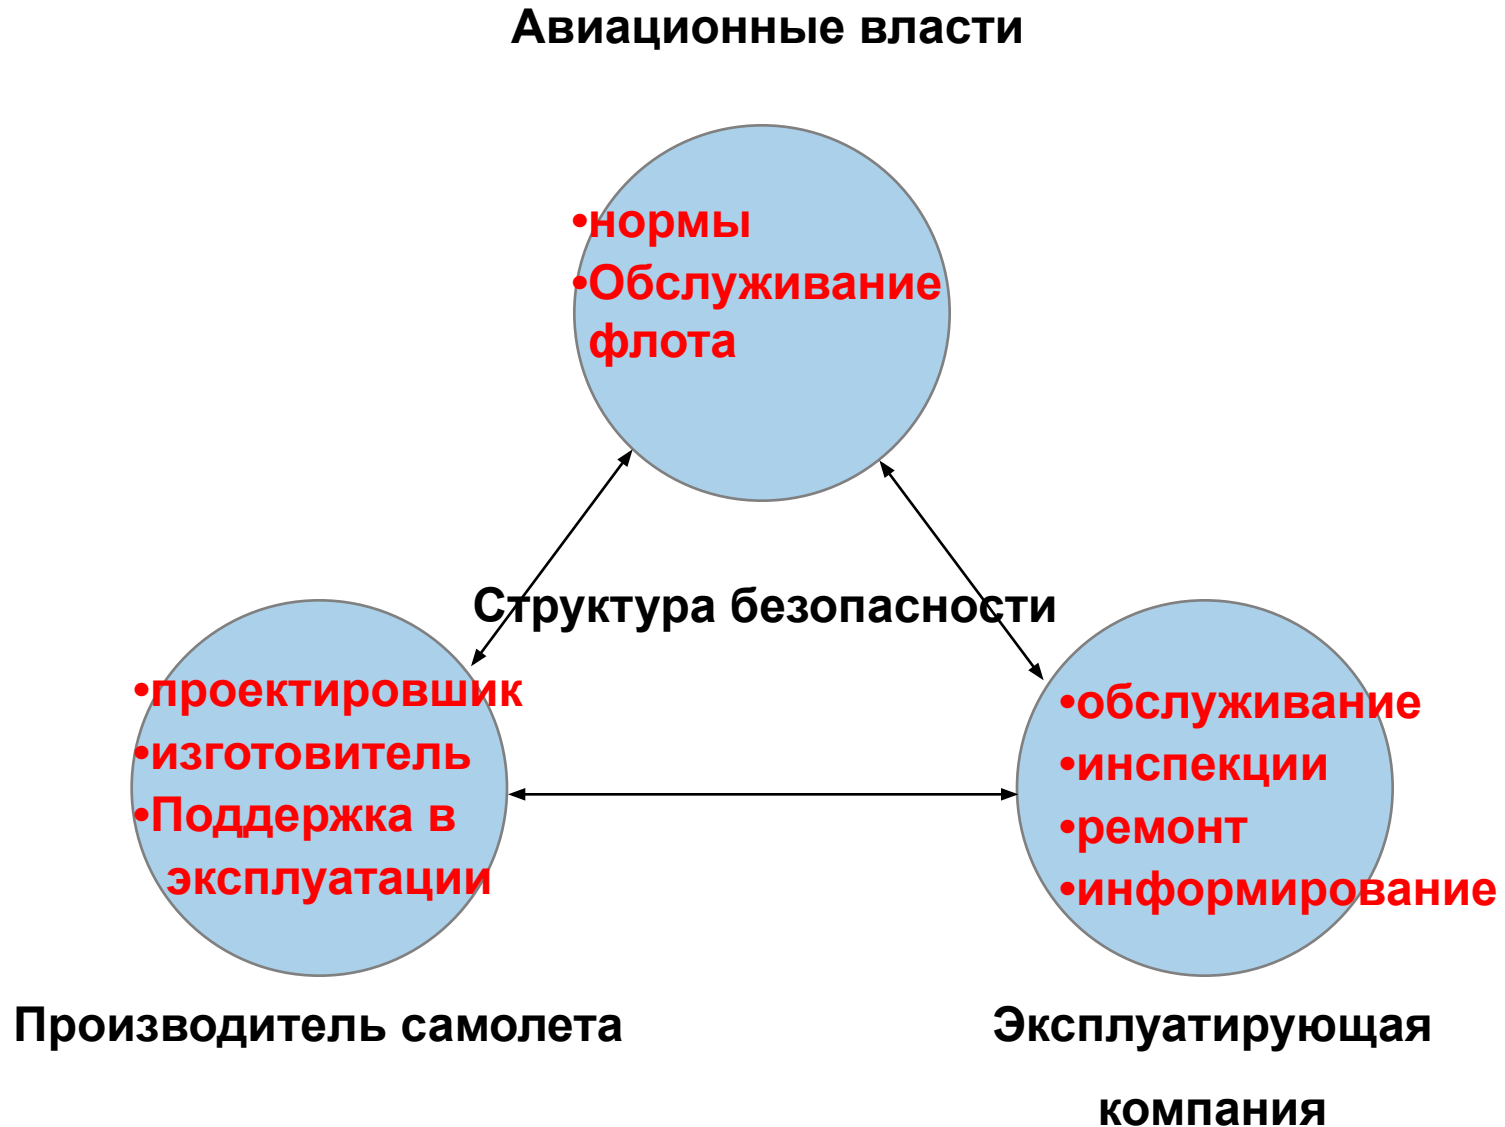 Авиационные власти
•нормы
•Обслуживание
флота
Структура безопасности
•проектировшик
•изготовитель
•Поддержка в
эксплуатации
•обслуживание
•инспекции
•ремонт
•информирование
Производитель самолета
Эксплуатирующая
компания